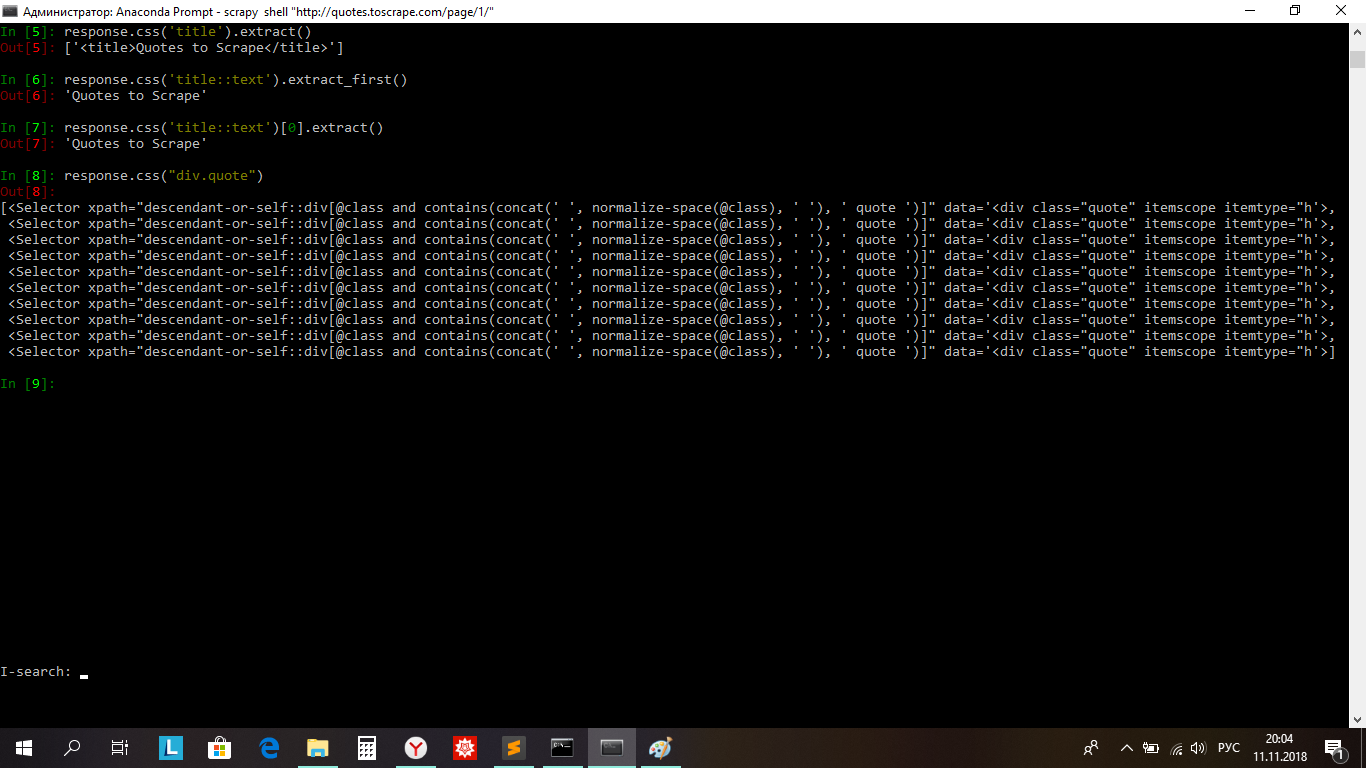 Администратор: Anaconda Prompt - scrapy shell "http://quotes.toscrape.com/page/1/"
In [5]: response.css('title').extract()
Out[5]: ['<title>Quotes to Scrape</title>']
In [6]: response.css('title::text').extract_first()
Out[6]: 'Quotes to Scrape'
In [7]: response.css('title::text')[0].extract()
Out[7]: 'Quotes to Scrape'
In [8]: response.css("div.quote")
Out[8]:
[<Selector xpath="descendant-or-self::div[@class and contains(concat(' ', normalize-space(@class), ' '), ' quote ')]" data='<div class="quote" itemscope itemtype="h'>,
<Selector xpath="descendant-or-self::div[@class and contains(concat(' ', normalize-space(@class), ' '), ' quote ')]" data='<div class="quote" itemscope itemtype="h'>,
<Selector xpath="descendant-or-self::div[@class and contains(concat(' ', normalize-space(@class), ' '), ' quote ')]" data='<div class="quote" itemscope itemtype="h'>,
<Selector xpath="descendant-or-self::div[@class and contains(concat(' ', normalize-space(@class), ' '), ' quote ')]" data='<div class="quote" itemscope itemtype="h'>,
<Selector xpath="descendant-or-self::div[@class and contains(concat(' ', normalize-space(@class), ' '), ' quote ')]" data='<div class="quote" itemscope itemtype="h'>,
<Selector xpath="descendant-or-self::div[@class and contains(concat(' ', normalize-space(@class), ' '), ' quote ')]" data='<div class="quote" itemscope itemtype="h'>,
<Selector xpath="descendant-or-self::div[@class and contains(concat(' ', normalize-space(@class), ' '), ' quote ')]" data='<div class="quote" itemscope itemtype="h'>,
<Selector xpath="descendant-or-self::div[@class and contains(concat(' ', normalize-space(@class), ' '), ' quote ')]" data='<div class="quote" itemscope itemtype="h'>,
<Selector xpath="descendant-or-self::div[@class and contains(concat(' ', normalize-space(@class), ' '), ' quote ')]" data='<div class="quote" itemscope itemtype="h'>,
<Selector xpath="descendant-or-self::div[@class and contains(concat(' ', normalize-space(@class), ' '), ' quote ')]" data='<div class="quote" itemscope itemtype="h'>]
In [9]:
I-search:
L
РУС
20:04
11.11.2018
1